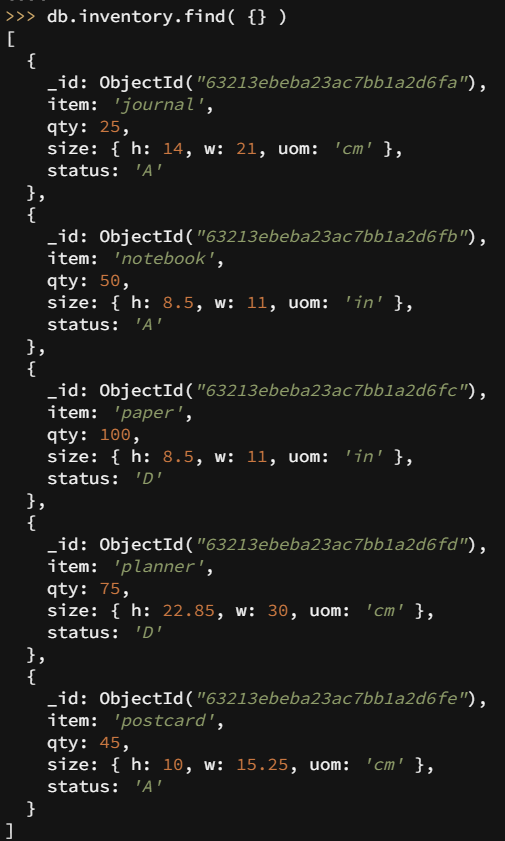 >>> db.inventory.find( {} )
[
  {
    _id: ObjectId("63213ebeba23ac7bb1a2d6fa"),
    item: 'journal',
    qty: 25,
    size: { h: 14, w: 21, uom: 'cm' },
    status: 'A'
  },
  {
    _id: ObjectId("63213ebeba23ac7bb1a2d6fb"),
    item: 'notebook',
    qty: 50,
    size: { h: 8.5, w: 11, uom: 'in' },
    status: 'A'
  },
  {
    _id: ObjectId("63213ebeba23ac7bb1a2d6fc"),
    item: 'paper',
    qty: 100,
    size: { h: 8.5, w: 11, uom: 'in' },
    status: 'D'
  },
  {
    _id: ObjectId("63213ebeba23ac7bb1a2d6fd"),
    item: 'planner',
    qty: 75,
    size: { h: 22.85, w: 30, uom: 'cm' },
    status: 'D'
  },
  {
    _id: ObjectId("63213ebeba23ac7bb1a2d6fe"),
    item: 'postcard',
    qty: 45,
    size: { h: 10, w: 15.25, uom: 'cm' },
    status: 'A'
  }
]